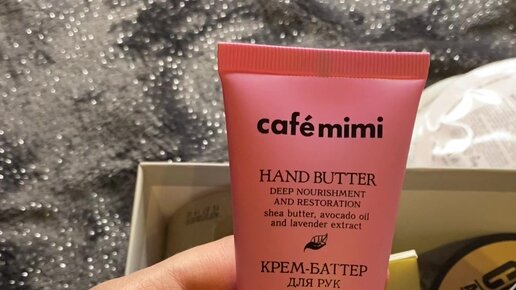 café mimi
HAND BUTTER
DEEP NOURISHMENT
AND RESTORATION
shea butter, avocado oil
and lavender extract
КРЕМ-БАТТЕР
ДЛЯ РУК